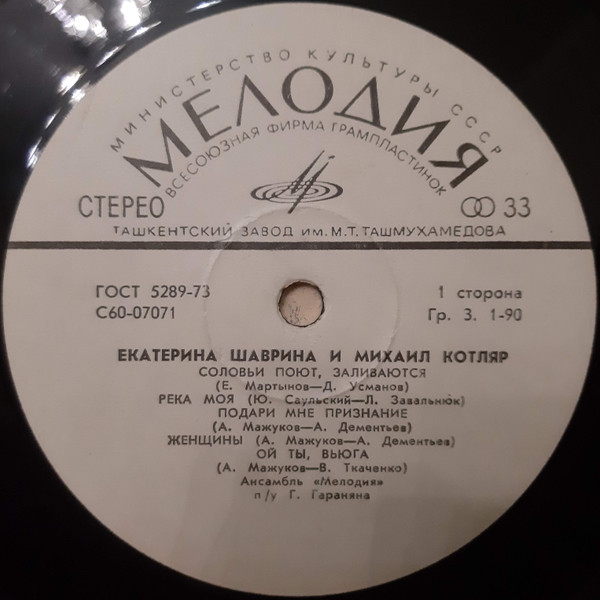 МИНИСТЕРСТВО КУЛЬТУРЫ СССР
МЕЛОДИЯ
ВСЕСОЮЗНАЯ ФИРМА ГРАМПЛАСТИНОК
СТЕРЕО 33
ТАШКЕНТСКИЙ ЗАВОД ИМ. М.Т. ТАШМУХАМЕДОВА
ГОСТ 5289-73 1 сторона
С60-07071 Гр. 3. 1-90
ЕКАТЕРИНА ШАВРИНА И МИХАИЛ КОТЛЯР
СОЛОВЬИ ПОЮТ, ЗАЛИВАЮТСЯ
(Е. Мартынов—Д. Усманов)
РЕКА МОЯ (Ю. Саульский—Л. Завальнюк)
ПОДАРИ МНЕ ПРИЗНАНИЕ
(А. Мажуков—А. Дементьев)
ЖЕНЩИНЫ (А. Мажуков—А. Дементьев)
ОЙ ТЫ, ВЬЮГА
(А. Мажуков—В. Ткаченко)
Ансамбль «Мелодия»
п/у Г. Гараняна